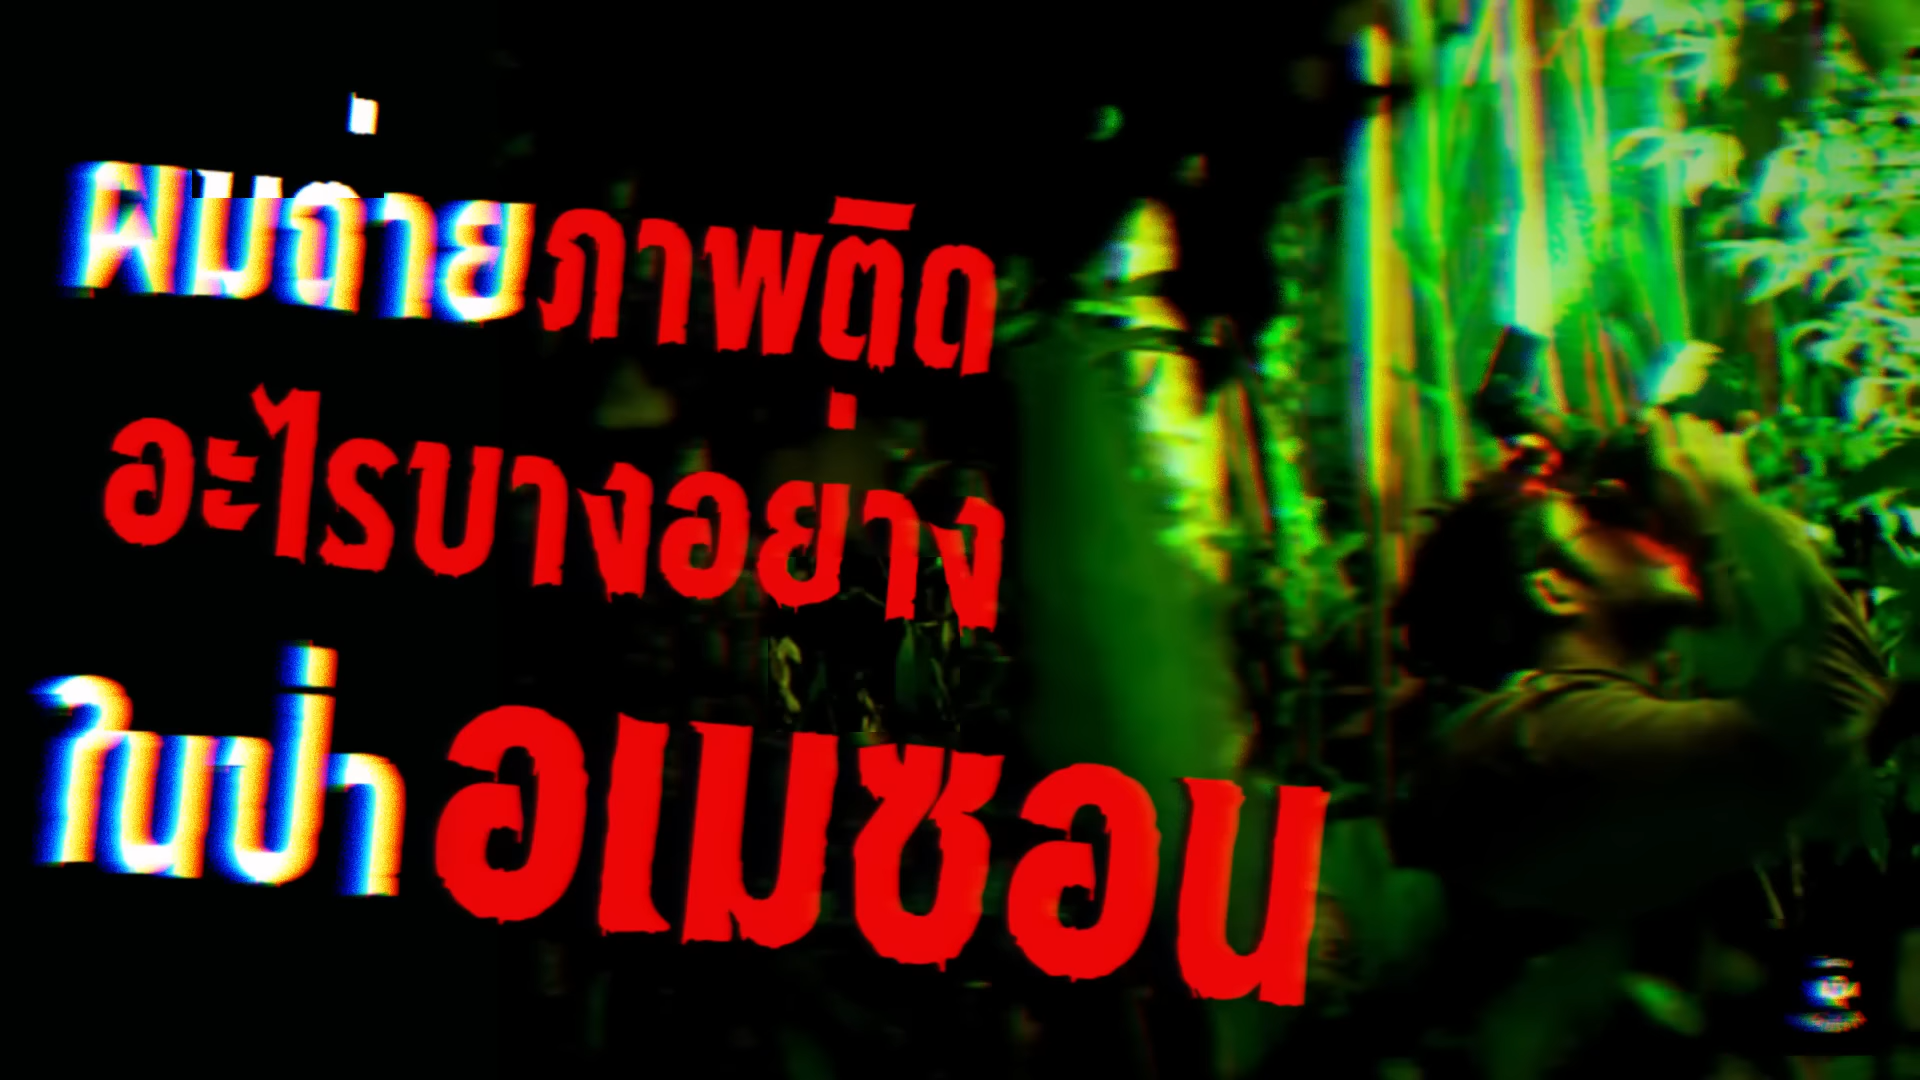 ผมถ่ายภาพติด
อะไรบางอย่าง
ในป่า อเมซอน